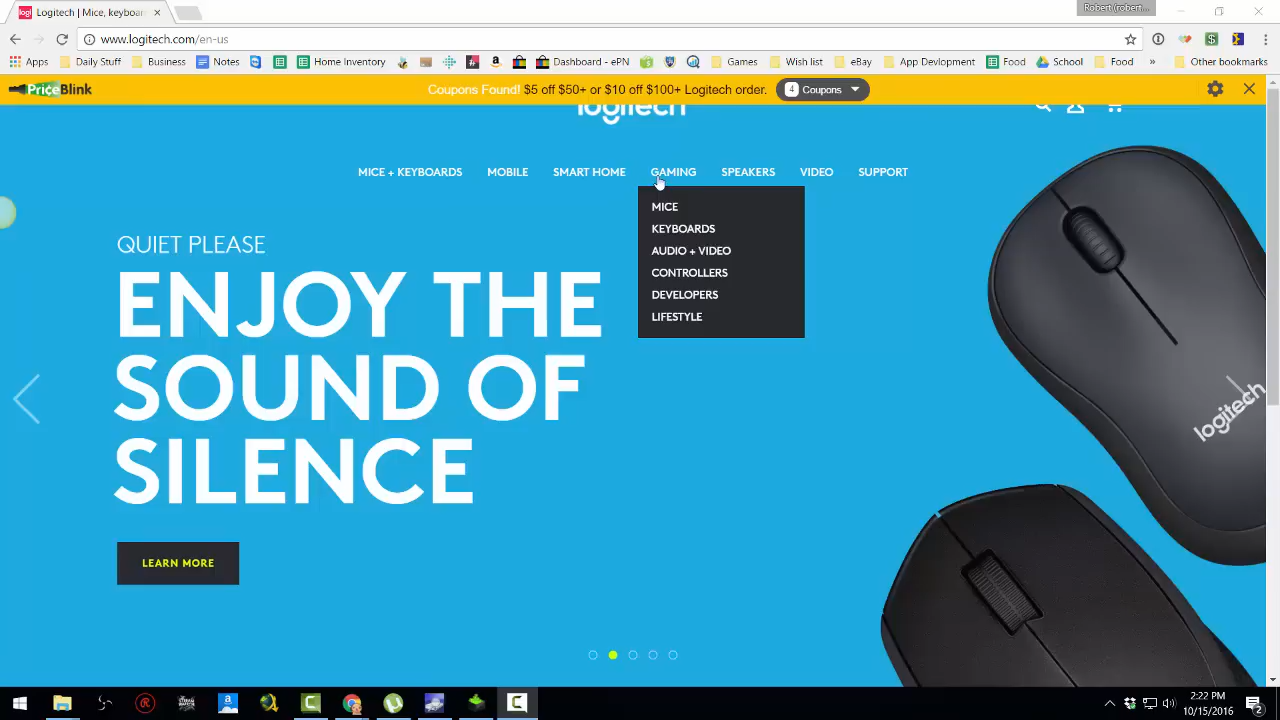 Logitech | Mice, keyboar
Robert (robert...
www.logitech.com/en-us
Apps
Daily Stuff
Business
Notes
Home Inventory
Dashboard - ePN
Games
eBay
App Development
Food
School
Food
»
Other bookmarks
PriceBlink
Coupons Found! $5 off $50+ or $10 off $100+ Logitech order.
4 Coupons
logitech
MICE + KEYBOARDS
MOBILE
SMART HOME
GAMING
SPEAKERS
VIDEO
SUPPORT
MICE
KEYBOARDS
AUDIO + VIDEO
CONTROLLERS
DEVELOPERS
LIFESTYLE
QUIET PLEASE
ENJOY THE
SOUND OF
SILENCE
LEARN MORE
logitech
2:22 PM
10/15/2016
2